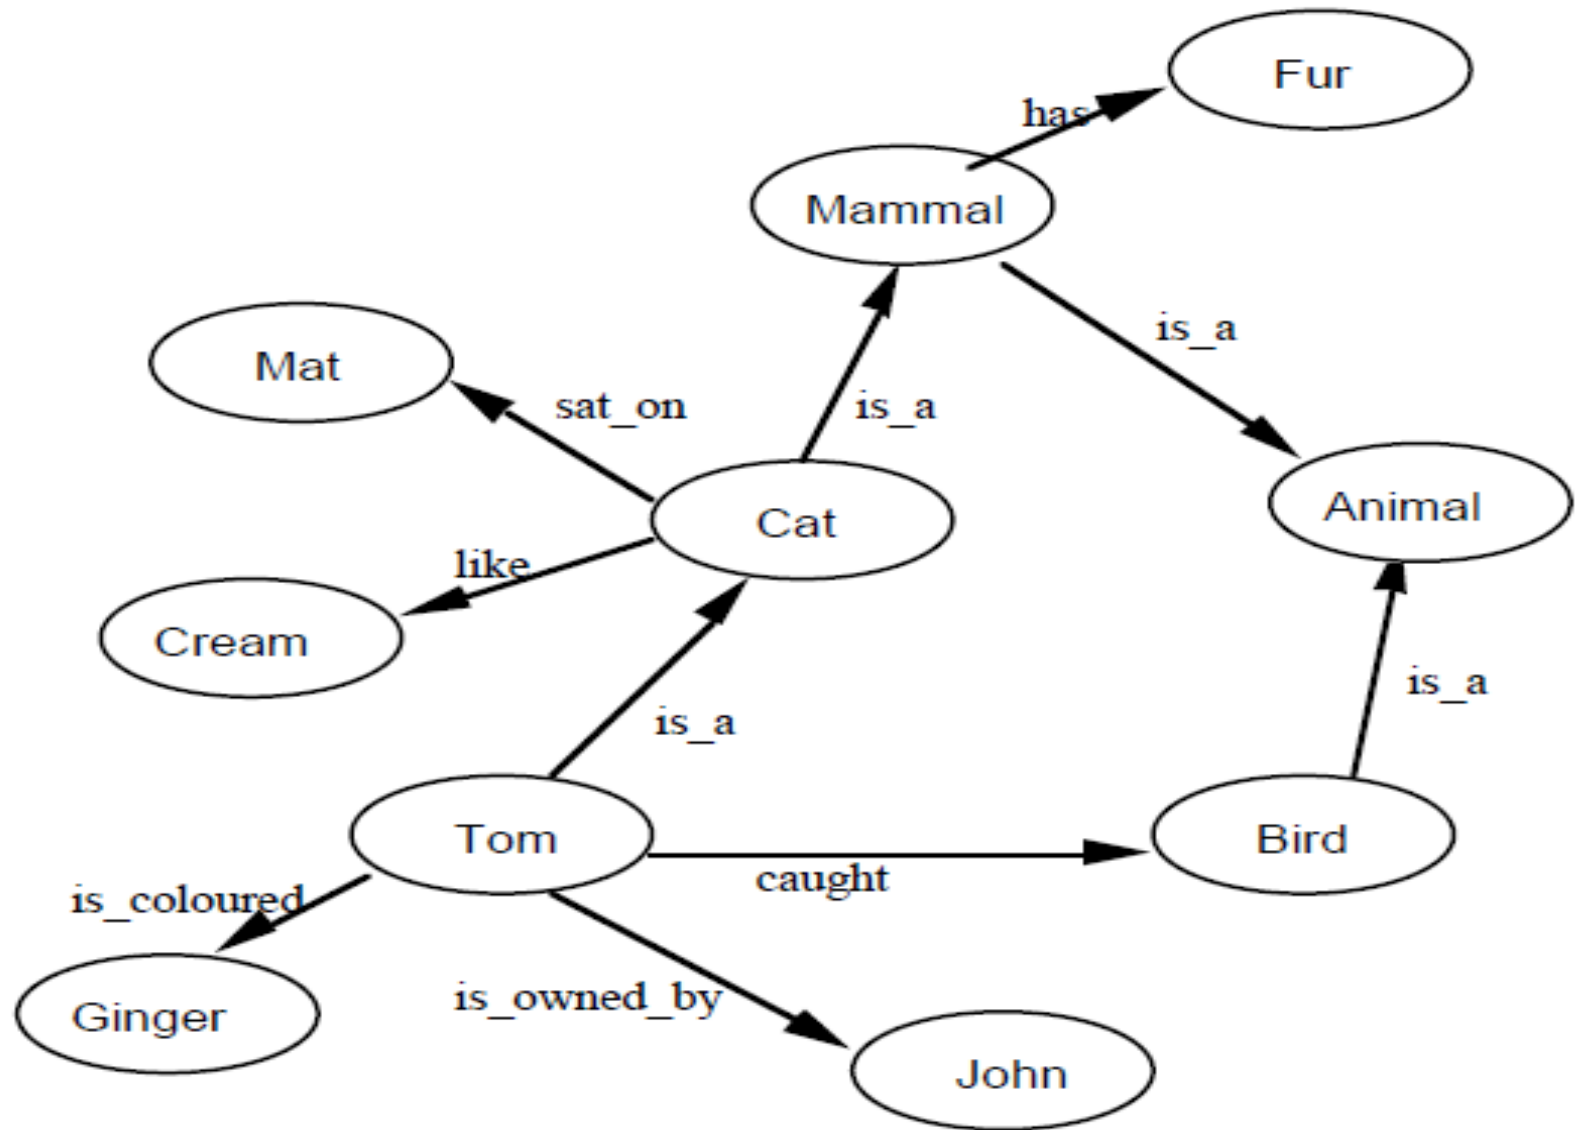 Fur
has
Mammal
is_a
Mat
sat_on
is_a
Animal
Cat
like
Cream
is_a
is_a
Tom
Bird
caught
is_coloured
is_owned_by
Ginger
John